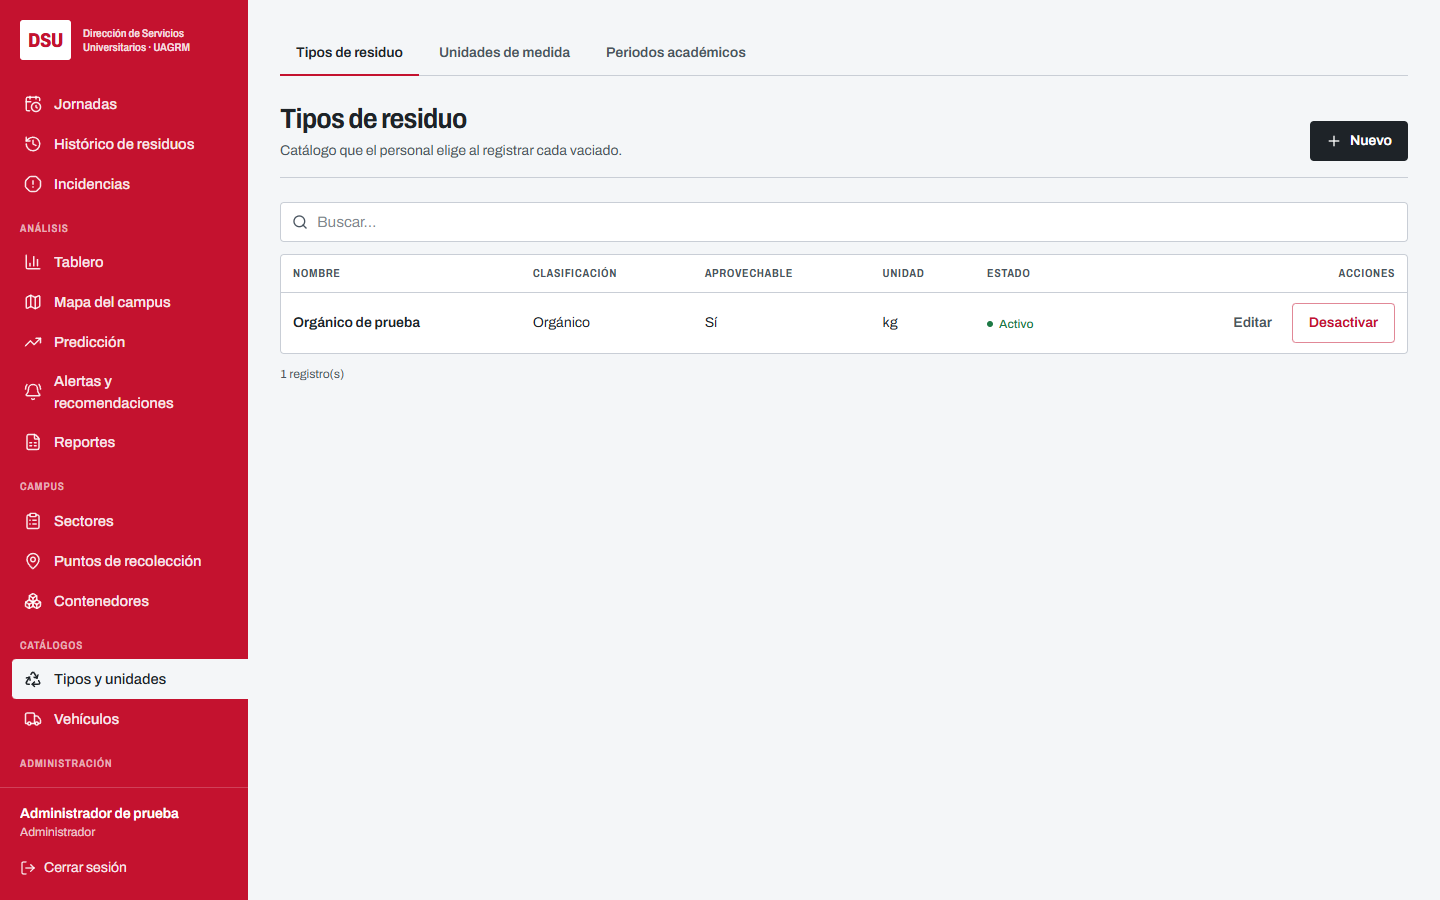 DSU
Dirección de Servicios
Universitarios · UAGRM
Jornadas
Histórico de residuos
Incidencias
ANÁLISIS
Tablero
Mapa del campus
Predicción
Alertas y
recomendaciones
Reportes
CAMPUS
Sectores
Puntos de recolección
Contenedores
CATÁLOGOS
Tipos y unidades
Vehículos
ADMINISTRACIÓN
Administrador de prueba
Administrador
Cerrar sesión
Tipos de residuo Unidades de medida Periodos académicos
Tipos de residuo
Catálogo que el personal elige al registrar cada vaciado.
Nuevo
Buscar...
NOMBRE CLASIFICACIÓN APROVECHABLE UNIDAD ESTADO ACCIONES
Orgánico de prueba Orgánico Sí kg Activo Editar Desactivar
1 registro(s)